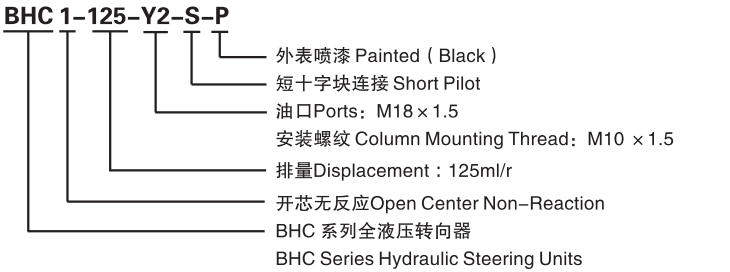 BHC 1-125-Y2-S-P
外表喷漆 Painted ( Black )
短十字块连接 Short Pilot
油口Ports：M18×1.5
安装螺纹 Column Mounting Thread：M10 ×1.5
排量Displacement : 125ml/r
开芯无反应Open Center Non-Reaction
BHC 系列全液压转向器
BHC Series Hydraulic Steering Units